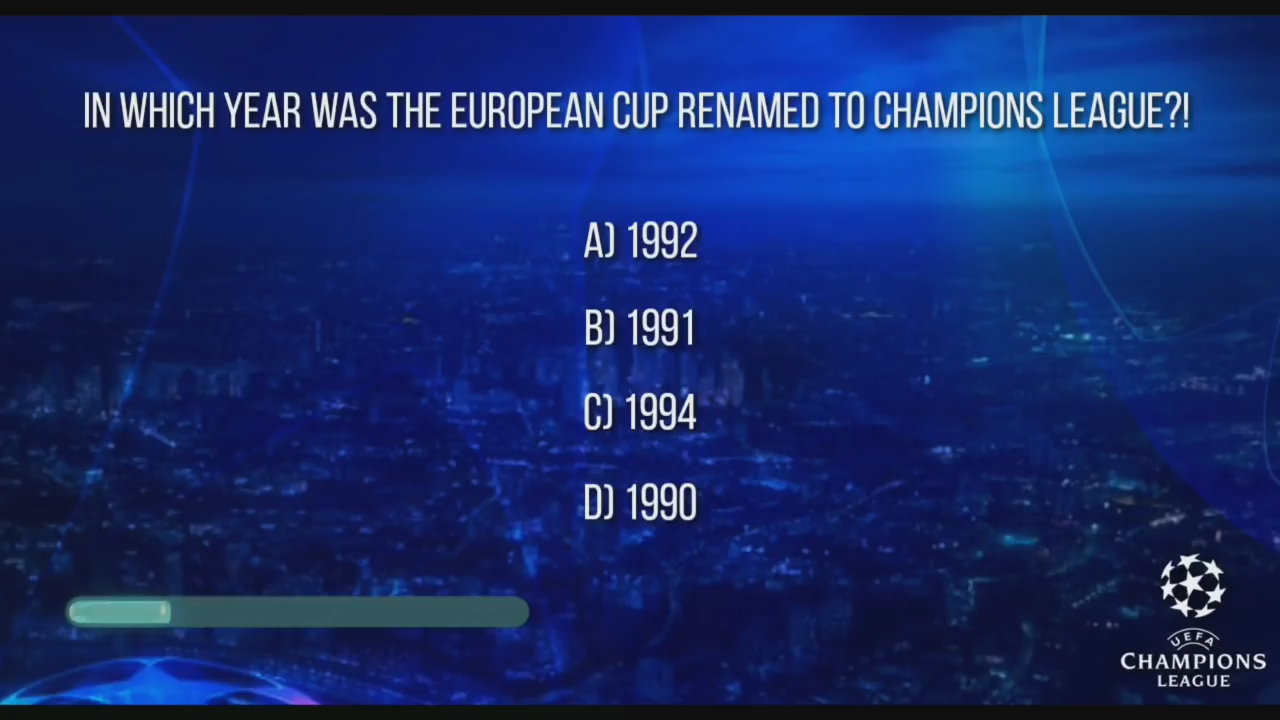 IN WHICH YEAR WAS THE EUROPEAN CUP RENAMED TO CHAMPIONS LEAGUE?!
A) 1992
B) 1991
C) 1994
D) 1990
UEFA
CHAMPIONS
LEAGUE